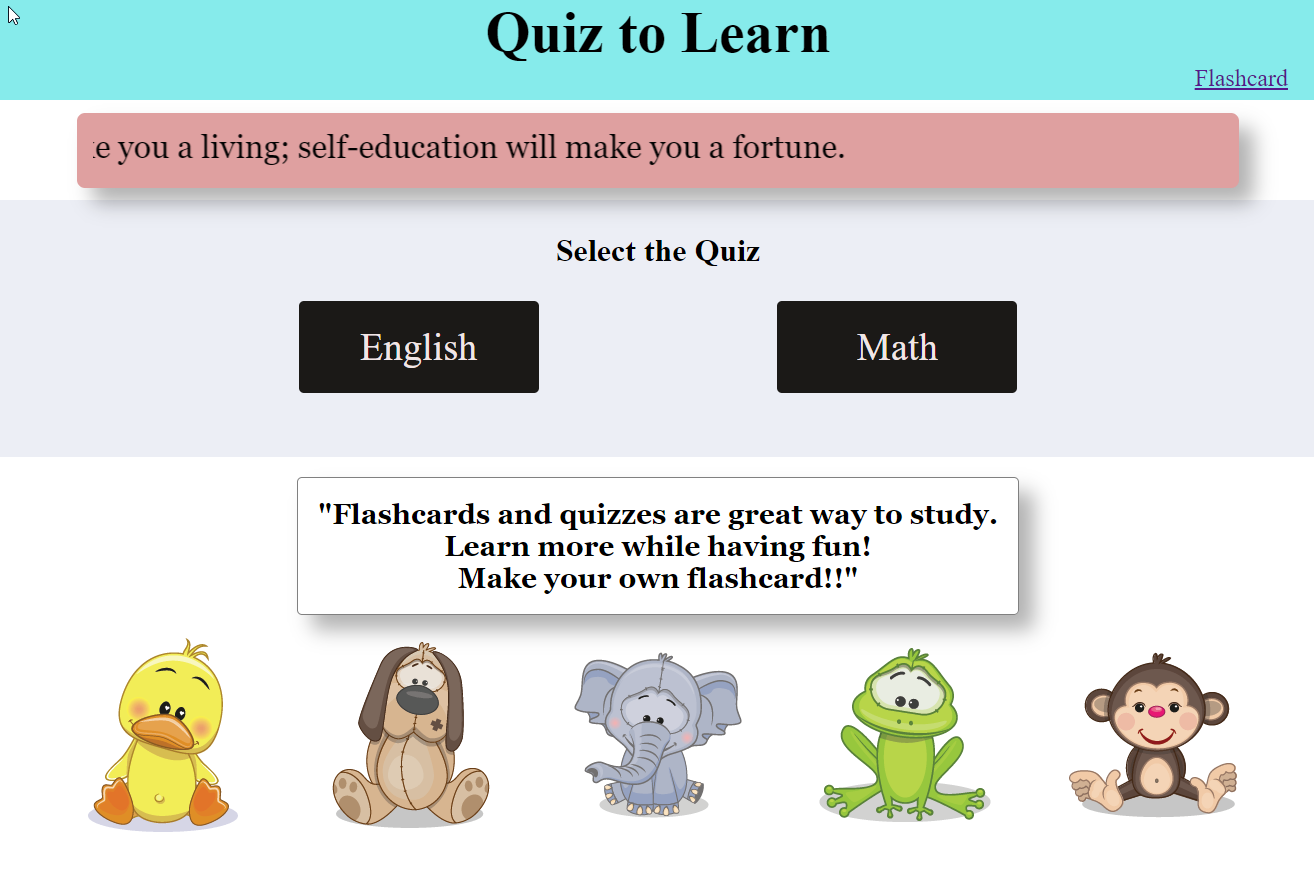 Quiz to Learn
Flashcard
you a living; self-education will make you a fortune.
Select the Quiz
English
Math
"Flashcards and quizzes are great way to study.
Learn more while having fun!
Make your own flashcard!!"